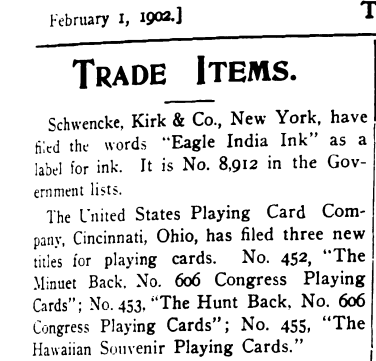 February 1, 1902.] T
TRADE ITEMS.
Schwencke, Kirk & Co., New York, have
filed the words "Eagle India Ink" as a
label for ink. It is No. 8,912 in the Gov-
ernment lists.
The United States Playing Card Com-
pany, Cincinnati, Ohio, has filed three new
titles for playing cards. No. 452, "The
Minuet Back, No. 606 Congress Playing
Cards"; No. 453, "The Hunt Back, No. 606
Congress Playing Cards"; No. 455, "The
Hawaiian Souvenir Playing Cards."